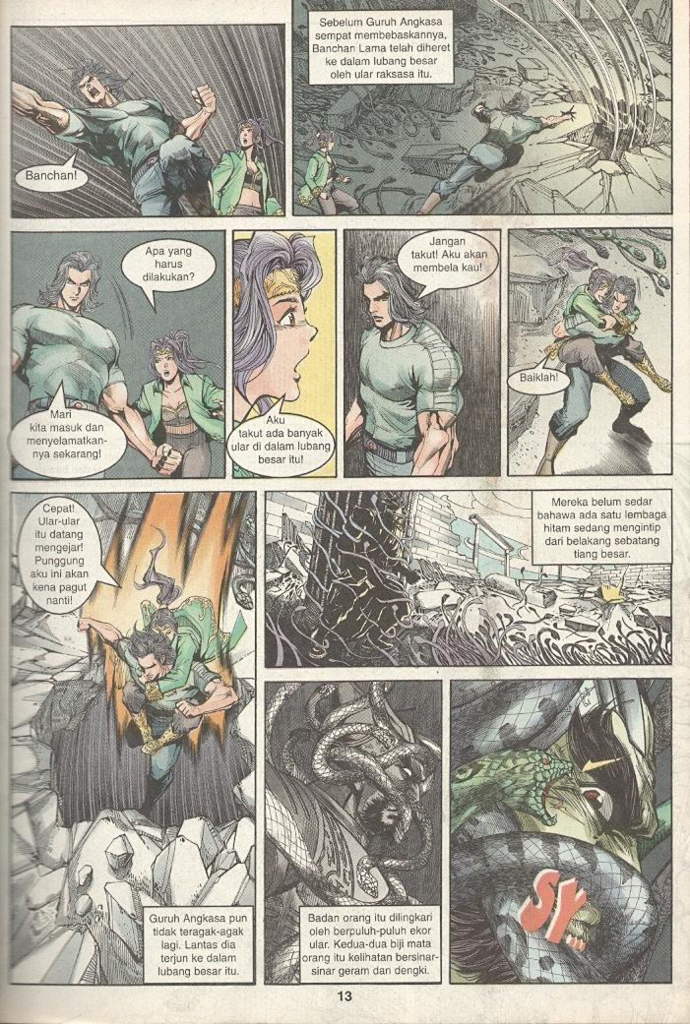 Banchan!
Sebelum Guruh Angkasa
sempat membebaskannya,
Banchan Lama telah diheret
ke dalam lubang besar
oleh ular raksasa itu.
Apa yang
harus
dilakukan?
Mari
kita masuk dan
menyelamatkan-
nya sekarang!
Aku
takut ada banyak
ular di dalam lubang
besar itu!
Jangan
takut! Aku akan
membela kau!
Baiklah!
Cepat!
Ular-ular
itu datang
mengejar!
Punggung
aku ini akan
kena pagut
nanti!
Guruh Angkasa pun
tidak teragak-agak
lagi. Lantas dia
terjun ke dalam
lubang besar itu.
Mereka belum sedar
bahawa ada satu lembaga
hitam sedang mengintip
dari belakang sebatang
tiang besar.
Badan orang itu dilingkari
oleh berpuluh-puluh ekor
ular. Kedua-dua biji mata
orang itu kelihatan bersinar-
sinar geram dan dengki.
SY...
13